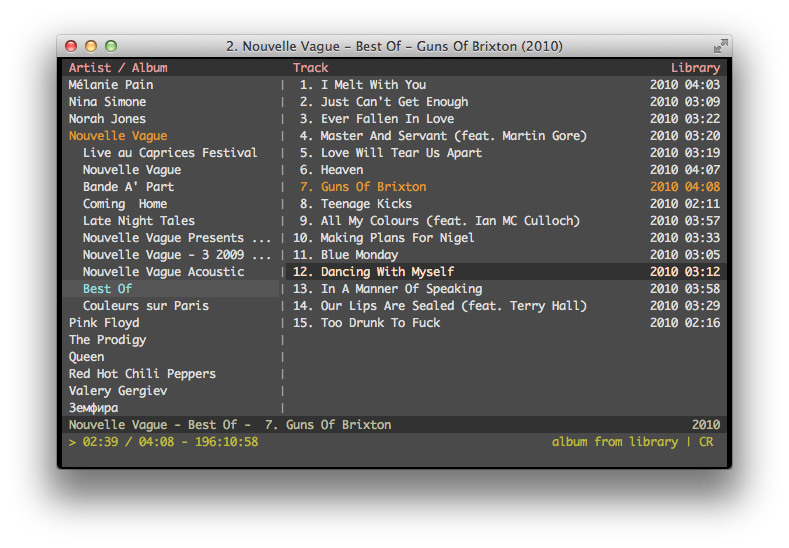 2. Nouvelle Vague - Best Of - Guns Of Brixton (2010)
Artist / Album Track Library
Mélanie Pain | 1. I Melt With You 2010 04:03
Nina Simone | 2. Just Can't Get Enough 2010 03:09
Norah Jones | 3. Ever Fallen In Love 2010 03:22
Nouvelle Vague | 4. Master And Servant (feat. Martin Gore) 2010 03:20
Live au Caprices Festival | 5. Love Will Tear Us Apart 2010 03:19
Nouvelle Vague | 6. Heaven 2010 04:07
Bande A' Part | 7. Guns Of Brixton 2010 04:08
Coming  Home | 8. Teenage Kicks 2010 02:11
Late Night Tales | 9. All My Colours (feat. Ian MC Culloch) 2010 03:57
Nouvelle Vague Presents ... | 10. Making Plans For Nigel 2010 03:33
Nouvelle Vague - 3 2009 ... | 11. Blue Monday 2010 03:05
Nouvelle Vague Acoustic | 12. Dancing With Myself 2010 03:12
Best Of | 13. In A Manner Of Speaking 2010 03:58
Couleurs sur Paris | 14. Our Lips Are Sealed (feat. Terry Hall) 2010 03:29
Pink Floyd | 15. Too Drunk To Fuck 2010 02:16
The Prodigy |
Queen |
Red Hot Chili Peppers |
Valery Gergiev |
Земфира |
Nouvelle Vague - Best Of -  7. Guns Of Brixton 2010
> 02:39 / 04:08 - 196:10:58 album from library | CR